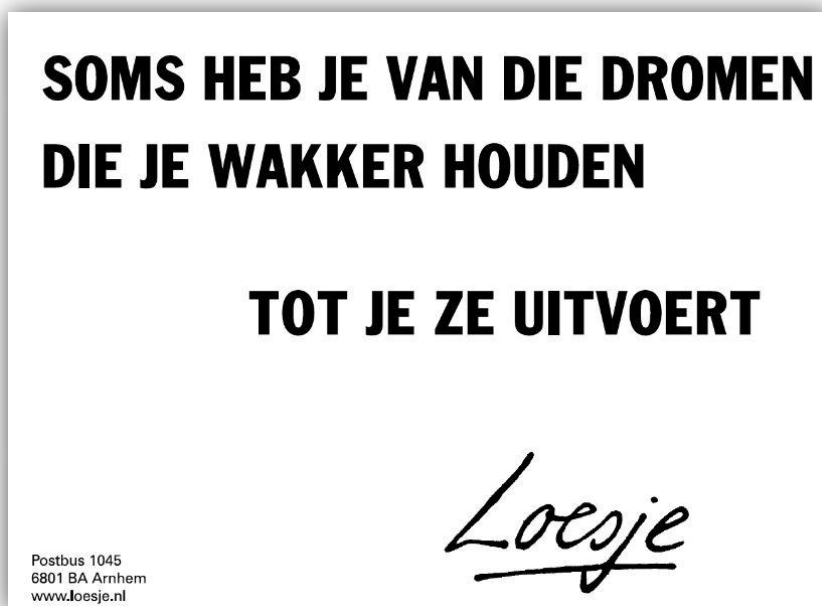 SOMS HEB JE VAN DIE DROMEN
DIE JE WAKKER HOUDEN
TOT JE ZE UITVOERT
Loesje
Postbus 1045
6801 BA Arnhem
www.loesje.nl